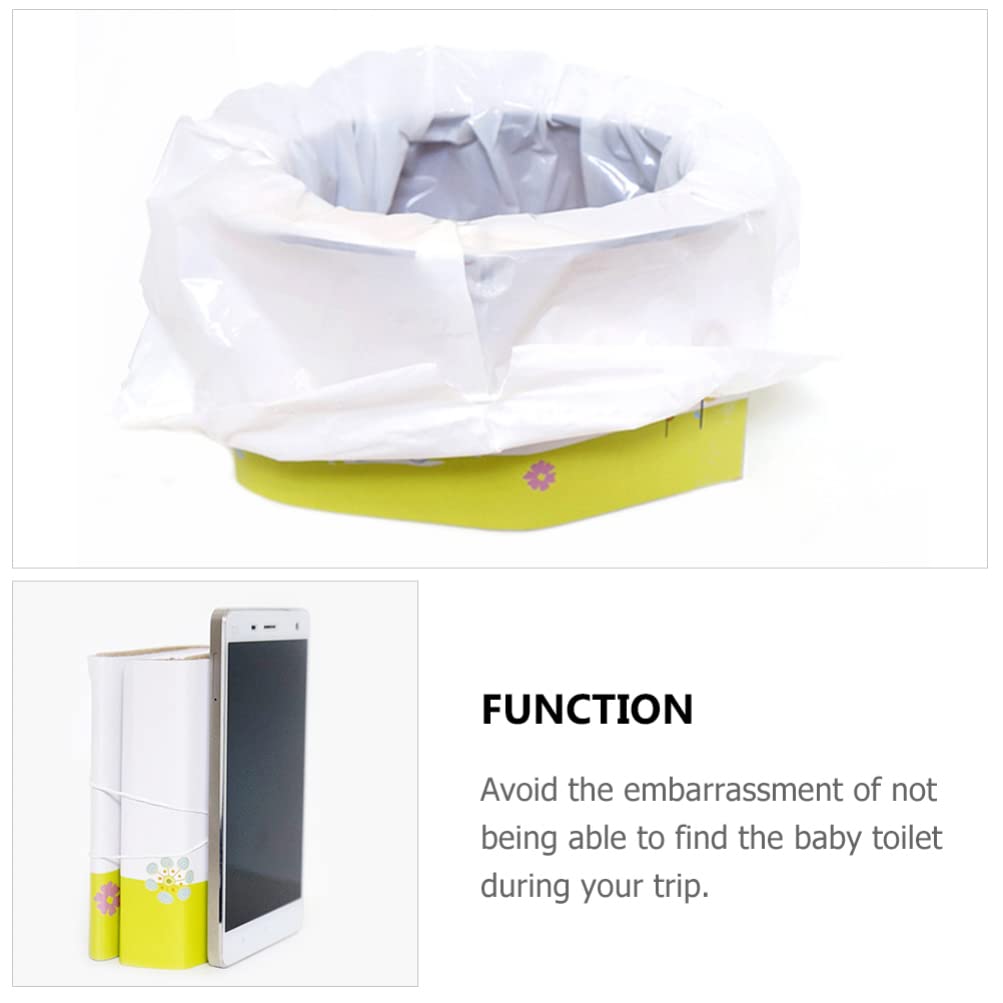 FUNCTION
Avoid the embarrassment of not
being able to find the baby toilet
during your trip.